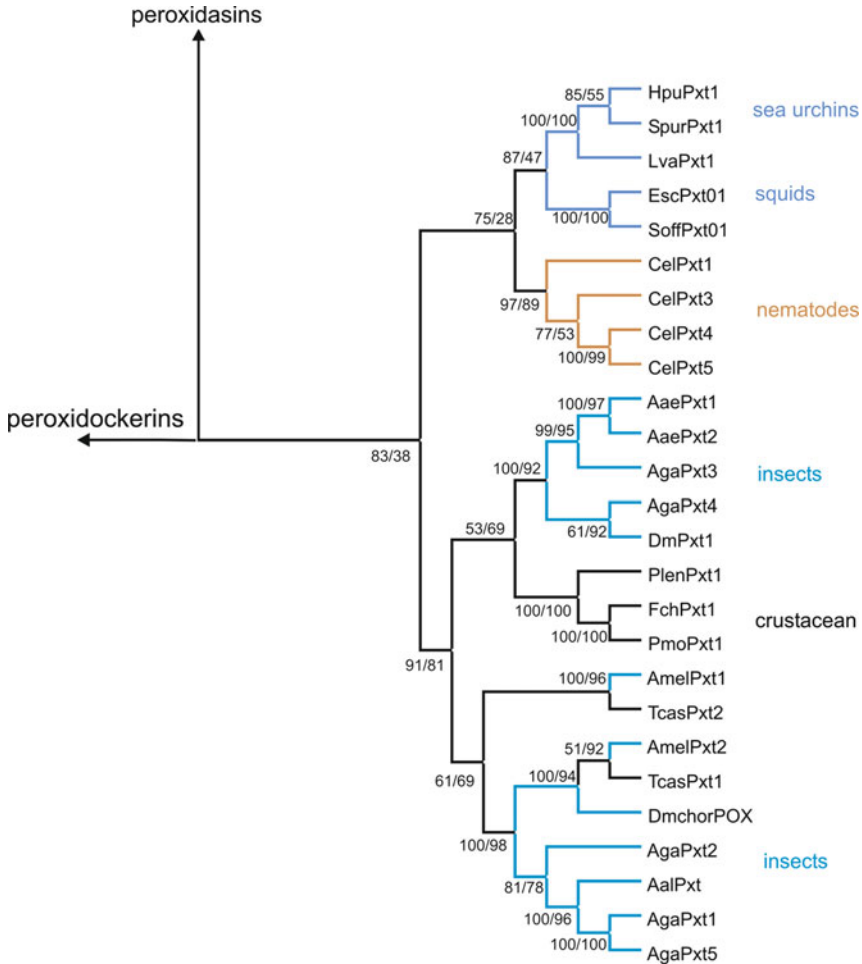 peroxidasins
85/55
HpuPxt1
sea urchins
100/100
SpurPxt1
87/47
LvaPxt1
EscPxt01
squids
75/28
100/100
SoffPxt01
CelPxt1
97/89
CelPxt3
nematodes
77/53
CelPxt4
100/99
CelPxt5
100/97
AaePxt1
peroxidockerins
99/95
AaePxt2
83/38
100/92
AgaPxt3
insects
AgaPxt4
53/69
61/92
DmPxt1
PlenPxt1
100/100
FchPxt1
crustacean
100/100
PmoPxt1
91/81
100/96
AmelPxt1
TcasPxt2
51/92
AmelPxt2
61/69
100/94
TcasPxt1
DmchorPOX
100/98
AgaPxt2
insects
81/78
AalPxt
100/96
AgaPxt1
100/100
AgaPxt5